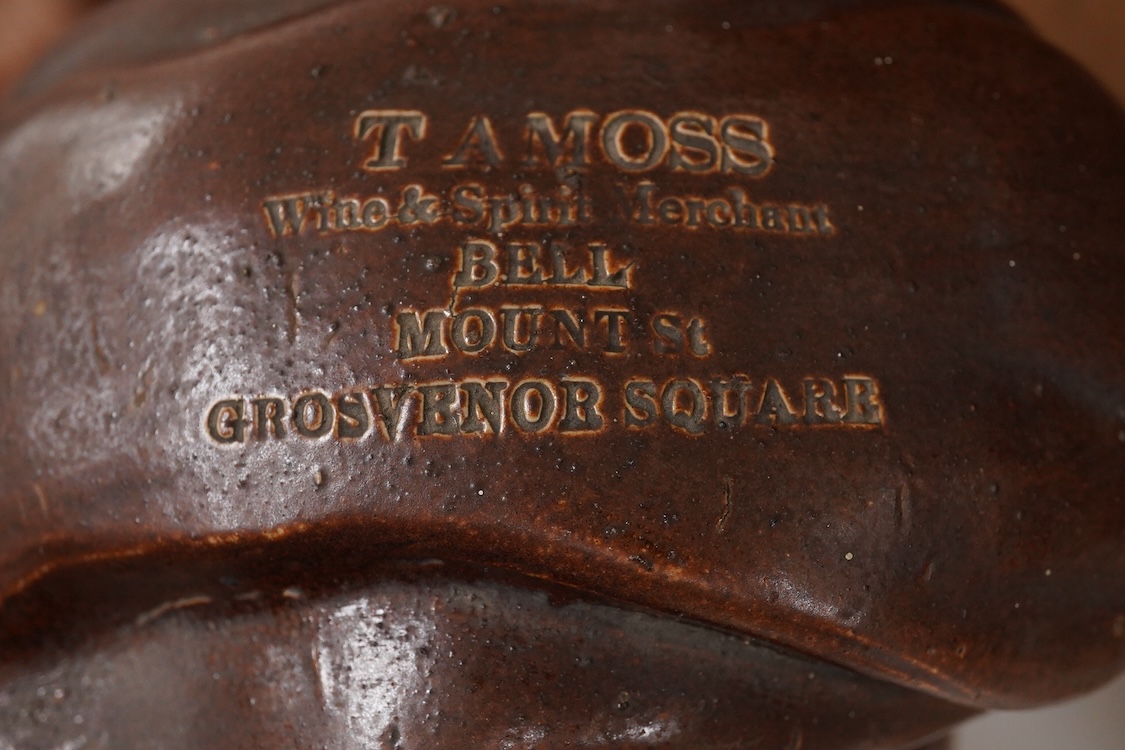 T A MOSS
Wine & Spirit Merchant
BELL
MOUNT St
GROSVENOR SQUARE